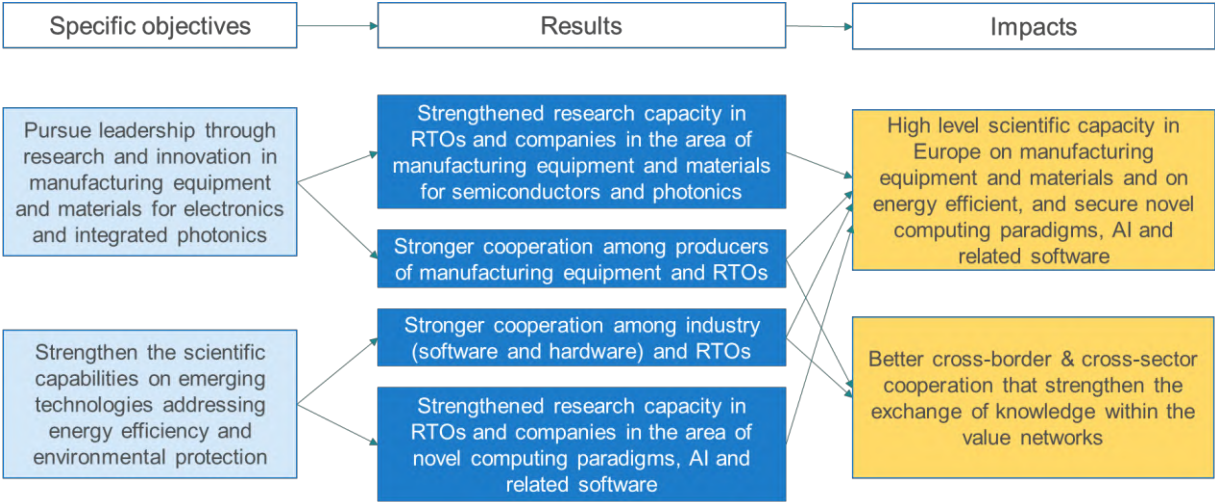 Specific objectives
Results
Impacts
Pursue leadership through
research and innovation in
manufacturing equipment
and materials for electronics
and integrated photonics
Strengthen the scientific
capabilities on emerging
technologies addressing
energy efficiency and
environmental protection
Strengthened research capacity in
RTOs and companies in the area of
manufacturing equipment and materials
for semiconductors and photonics
Stronger cooperation among producers
of manufacturing equipment and RTOs
Stronger cooperation among industry
(software and hardware) and RTOs
Strengthened research capacity in
RTOs and companies in the area of
novel computing paradigms, AI and
related software
High level scientific capacity in
Europe on manufacturing
equipment and materials and on
energy efficient, and secure novel
computing paradigms, AI and
related software
Better cross-border & cross-sector
cooperation that strengthen the
exchange of knowledge within the
value networks